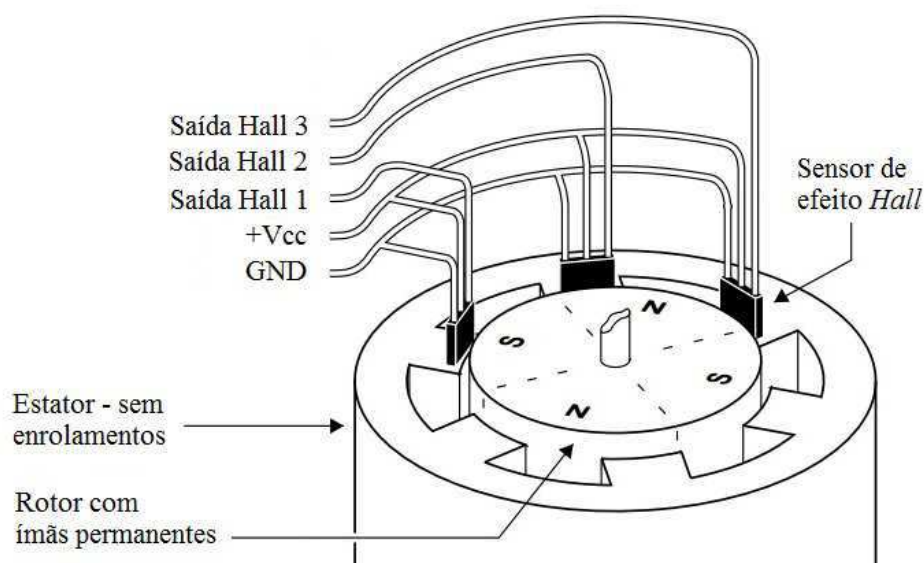 Saída Hall 3
Saída Hall 2
Saída Hall 1
+Vcc
GND
Sensor de
efeito Hall
N
S
S
N
Estator - sem
enrolamentos
Rotor com
ímãs permanentes